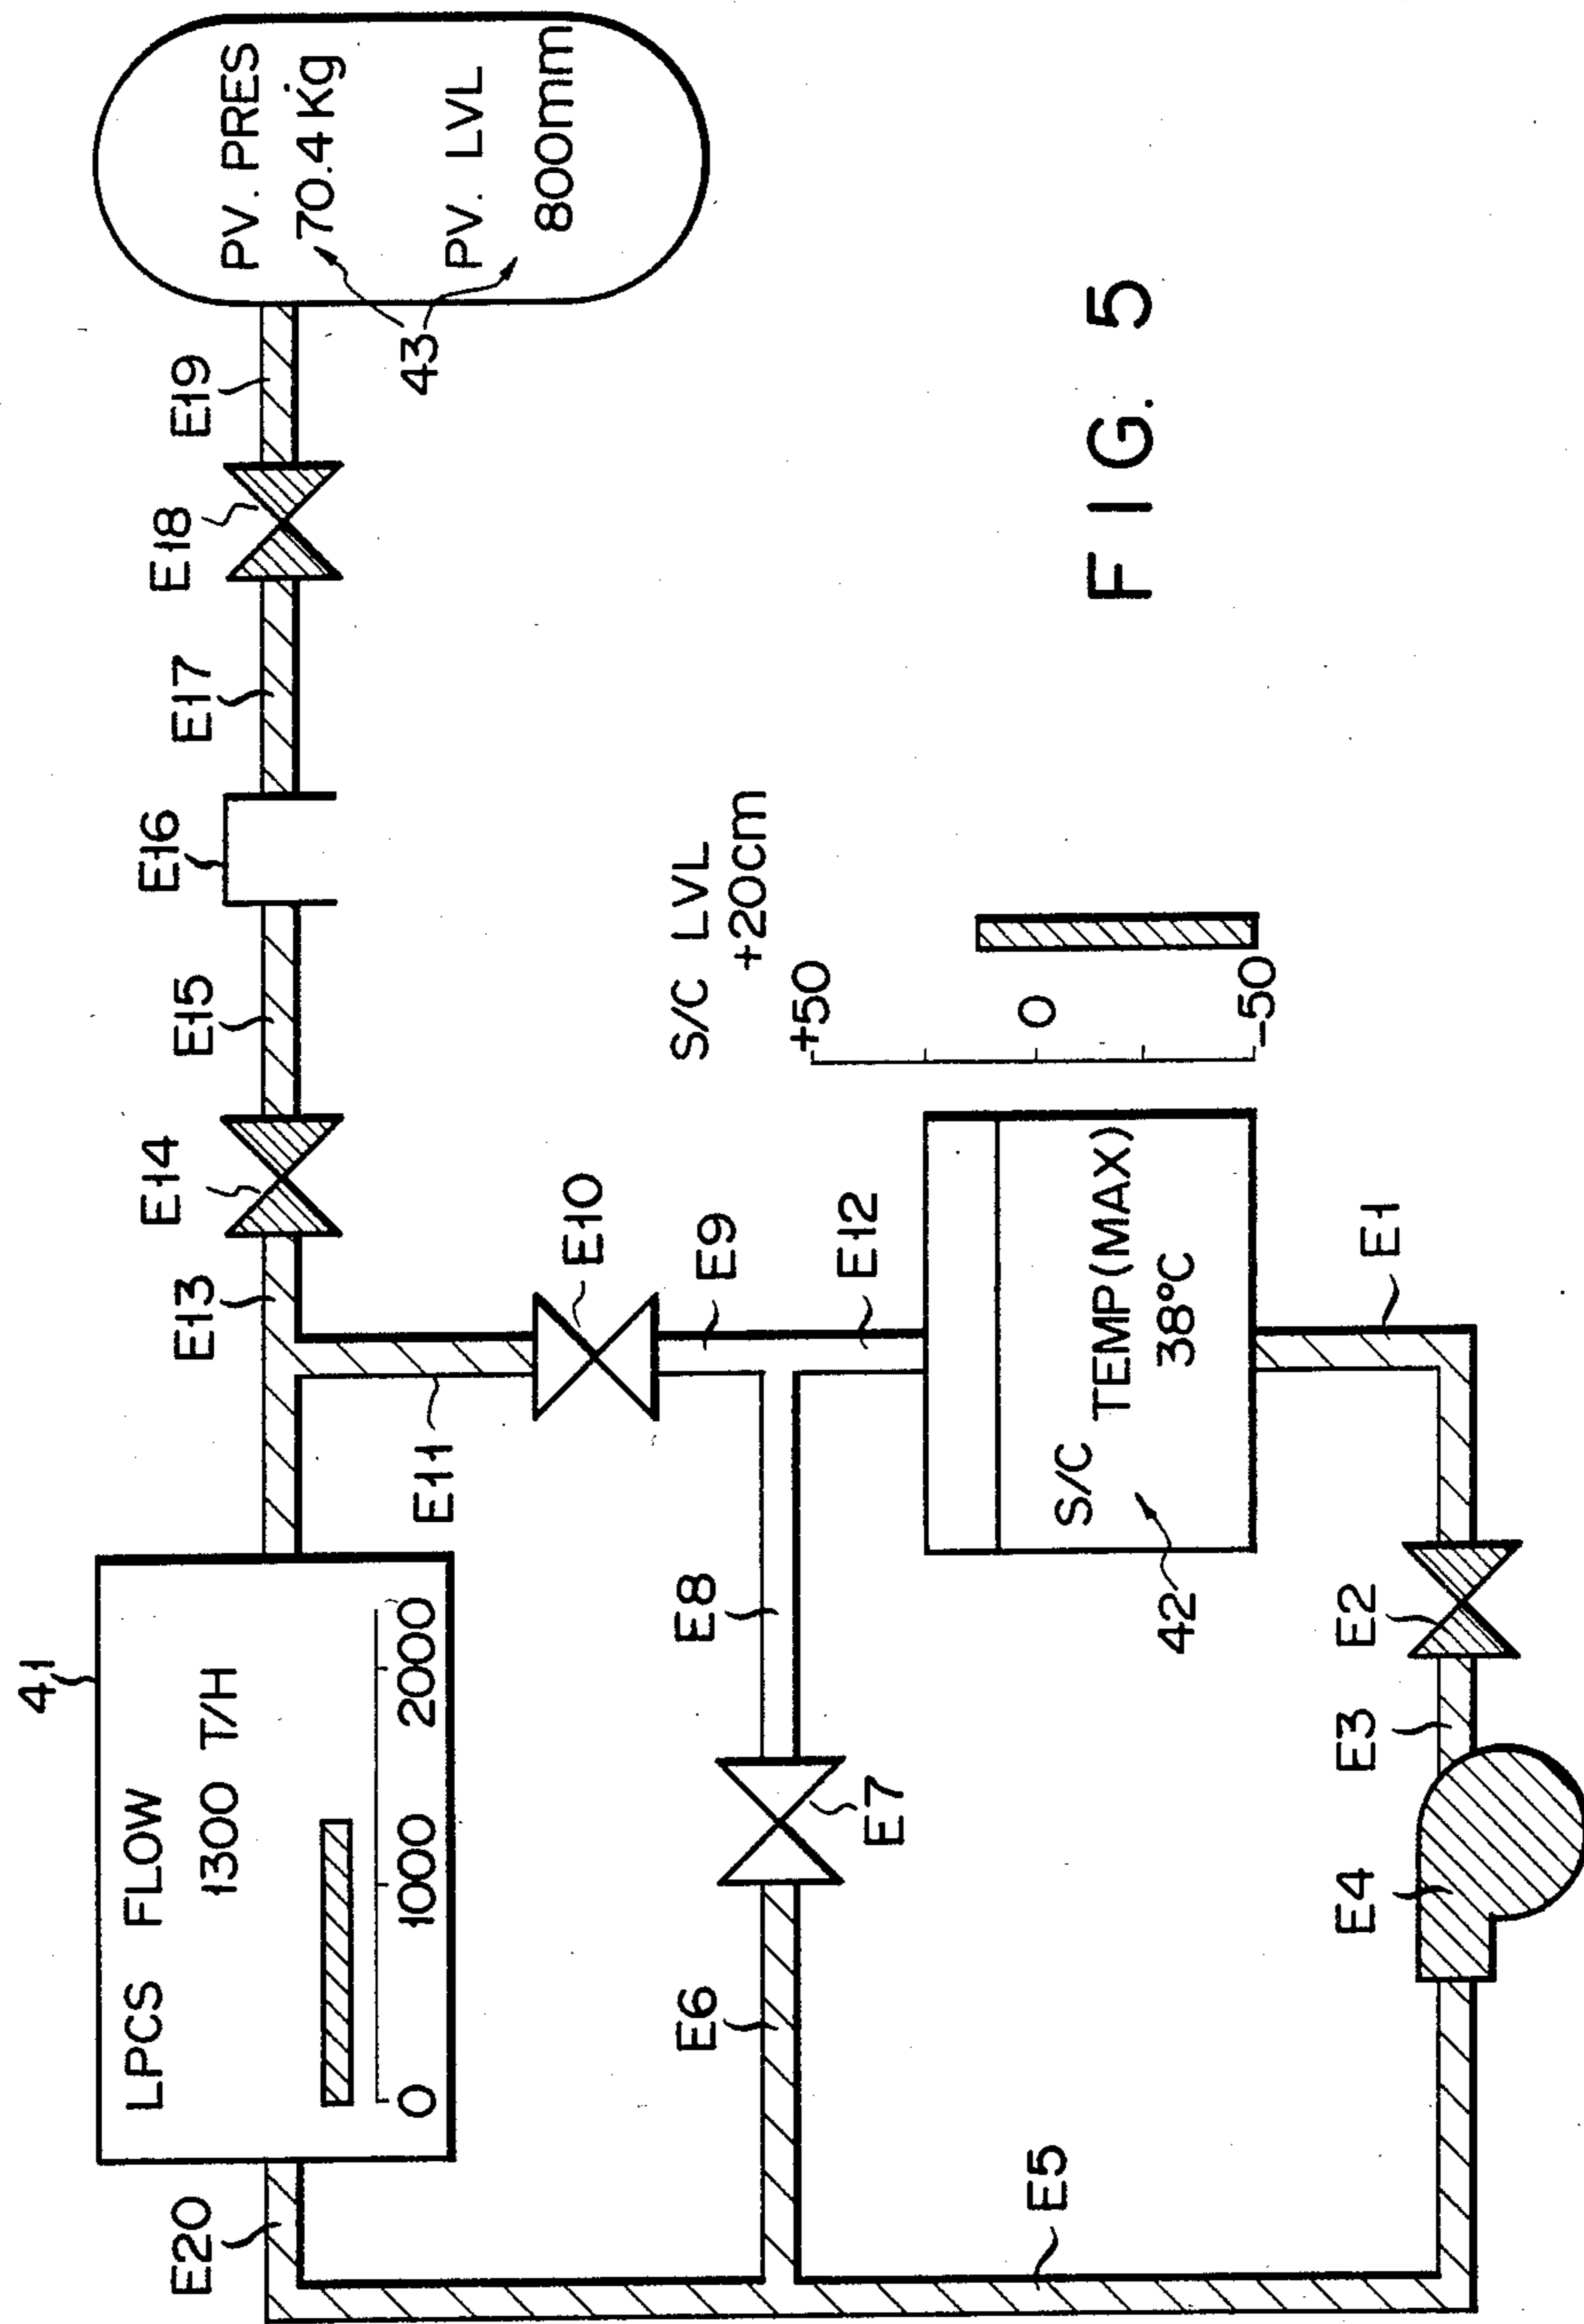 41
LPCS FLOW
1300 T/H
0 1000 2000
E20
E13
E14
E15
E16
E17
E18
E19
PV. PRES
70.4 Kg
PV. LVL
800mm
43
E11
E10
E9
E12
E8
E7
E6
S/C LVL
+20cm
+50
0
-50
S/C
TEMP(MAX)
38°C
42
E5
E4
E3
E2
E1
FIG. 5